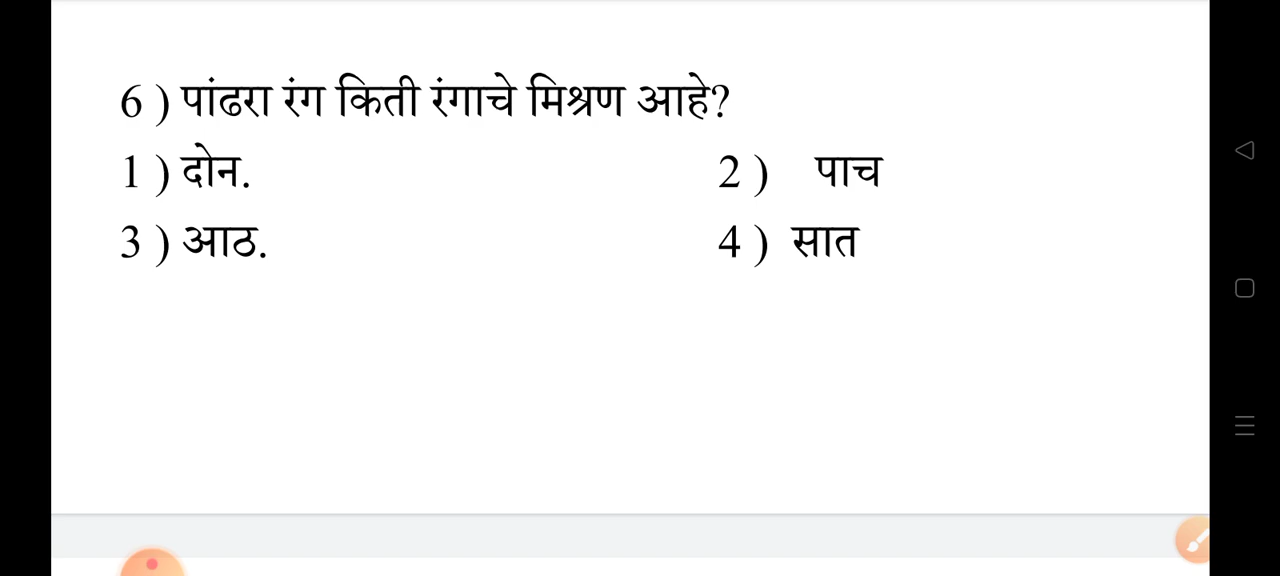 6 ) पांढरा रंग किती रंगाचे मिश्रण आहे?
1 ) दोन. 2 ) पाच
3 ) आठ. 4 ) सात